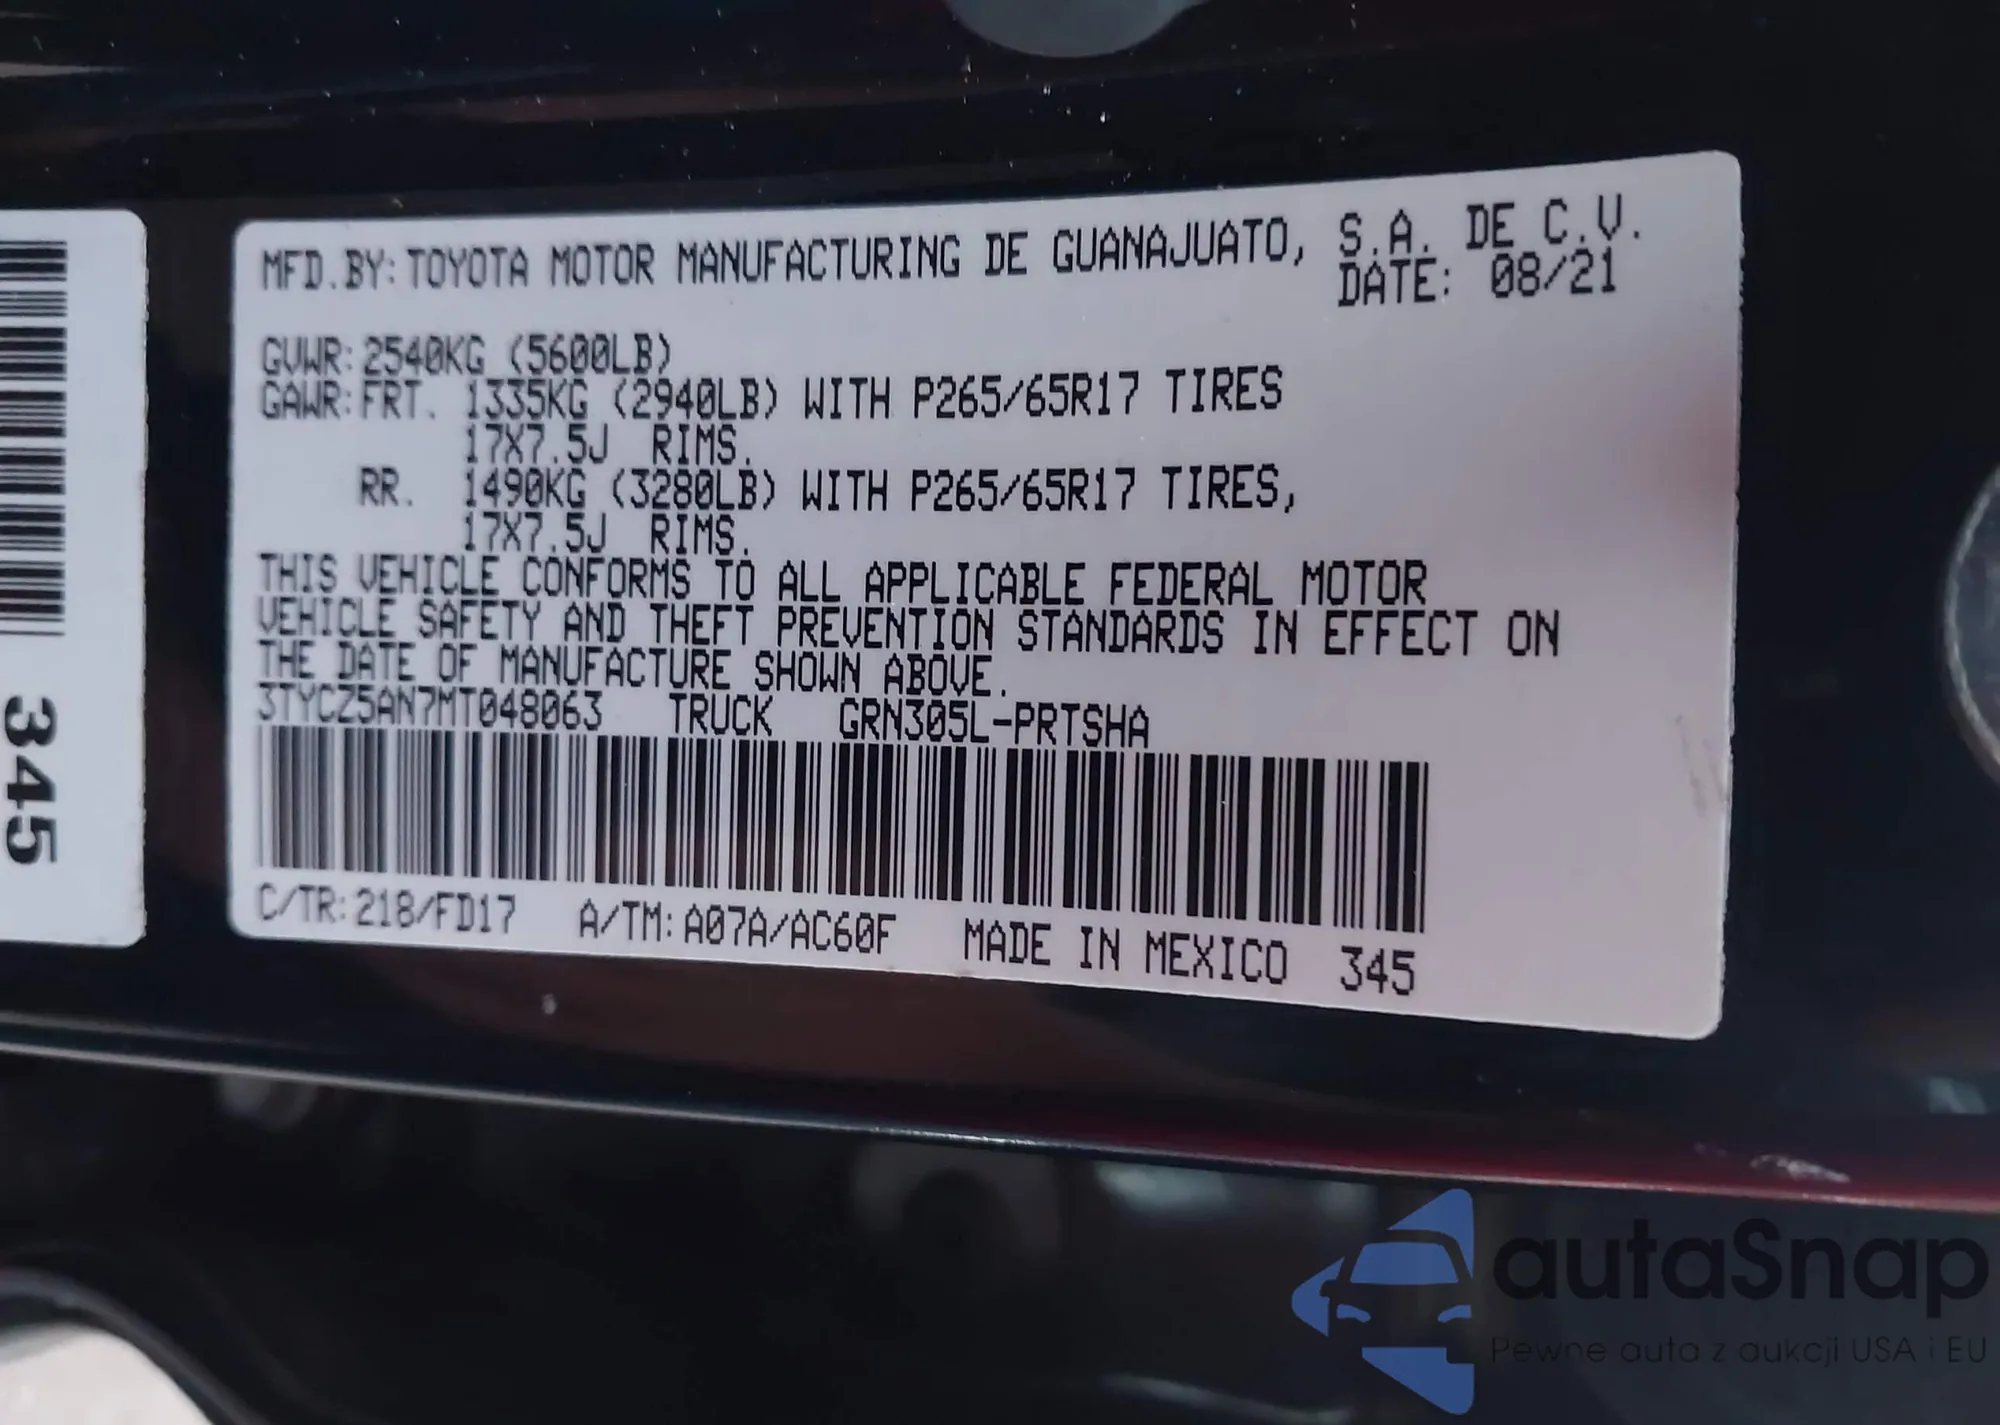 MFD.BY: TOYOTA MOTOR MANUFACTURING DE GUANAJUATO, S.A. DE C.V.
DATE: 08/21
GVWR: 2540KG (5600LB)
GAWR: FRT. 1335KG (2940LB) WITH P265/65R17 TIRES
17X7.5J RIMS.
RR. 1490KG (3280LB) WITH P265/65R17 TIRES,
17X7.5J RIMS.
THIS VEHICLE CONFORMS TO ALL APPLICABLE FEDERAL MOTOR
VEHICLE SAFETY AND THEFT PREVENTION STANDARDS IN EFFECT ON
THE DATE OF MANUFACTURE SHOWN ABOVE.
3TYCZ5AN7MT048063 TRUCK GRN305L-PRTSHA
C/TR: 218/FD17 A/TM: A07A/AC60F MADE IN MEXICO 345
345
autaSnap
Pewne auta z aukcji USA i EU